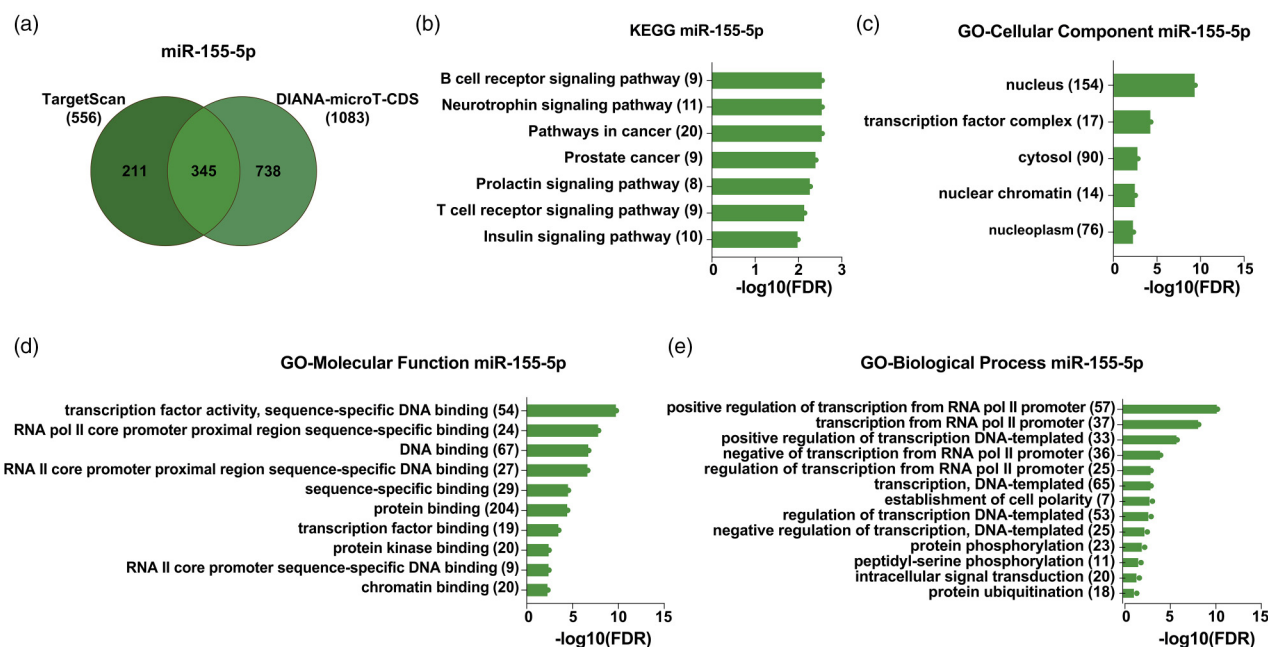 (a)
miR-155-5p
TargetScan
(556)
DIANA-microT-CDS
(1083)
211
345
738
(b)
KEGG miR-155-5p
B cell receptor signaling pathway (9)
Neurotrophin signaling pathway (11)
Pathways in cancer (20)
Prostate cancer (9)
Prolactin signaling pathway (8)
T cell receptor signaling pathway (9)
Insulin signaling pathway (10)
0 1 2 3
-log10(FDR)
(c)
GO-Cellular Component miR-155-5p
nucleus (154)
transcription factor complex (17)
cytosol (90)
nuclear chromatin (14)
nucleoplasm (76)
0 5 10 15
-log10(FDR)
(d)
GO-Molecular Function miR-155-5p
transcription factor activity, sequence-specific DNA binding (54)
RNA pol II core promoter proximal region sequence-specific binding (24)
DNA binding (67)
RNA II core promoter proximal region sequence-specific DNA binding (27)
sequence-specific binding (29)
protein binding (204)
transcription factor binding (19)
protein kinase binding (20)
RNA II core promoter sequence-specific DNA binding (9)
chromatin binding (20)
0 5 10 15
-log10(FDR)
(e)
GO-Biological Process miR-155-5p
positive regulation of transcription from RNA pol II promoter (57)
transcription from RNA pol II promoter (37)
positive regulation of transcription DNA-templated (33)
negative of transcription from RNA pol II promoter (36)
regulation of transcription from RNA pol II promoter (25)
transcription, DNA-templated (65)
establishment of cell polarity (7)
regulation of transcription DNA-templated (53)
negative regulation of transcription, DNA-templated (25)
protein phosphorylation (23)
peptidyl-serine phosphorylation (11)
intracellular signal transduction (20)
protein ubiquitination (18)
0 5 10 15
-log10(FDR)